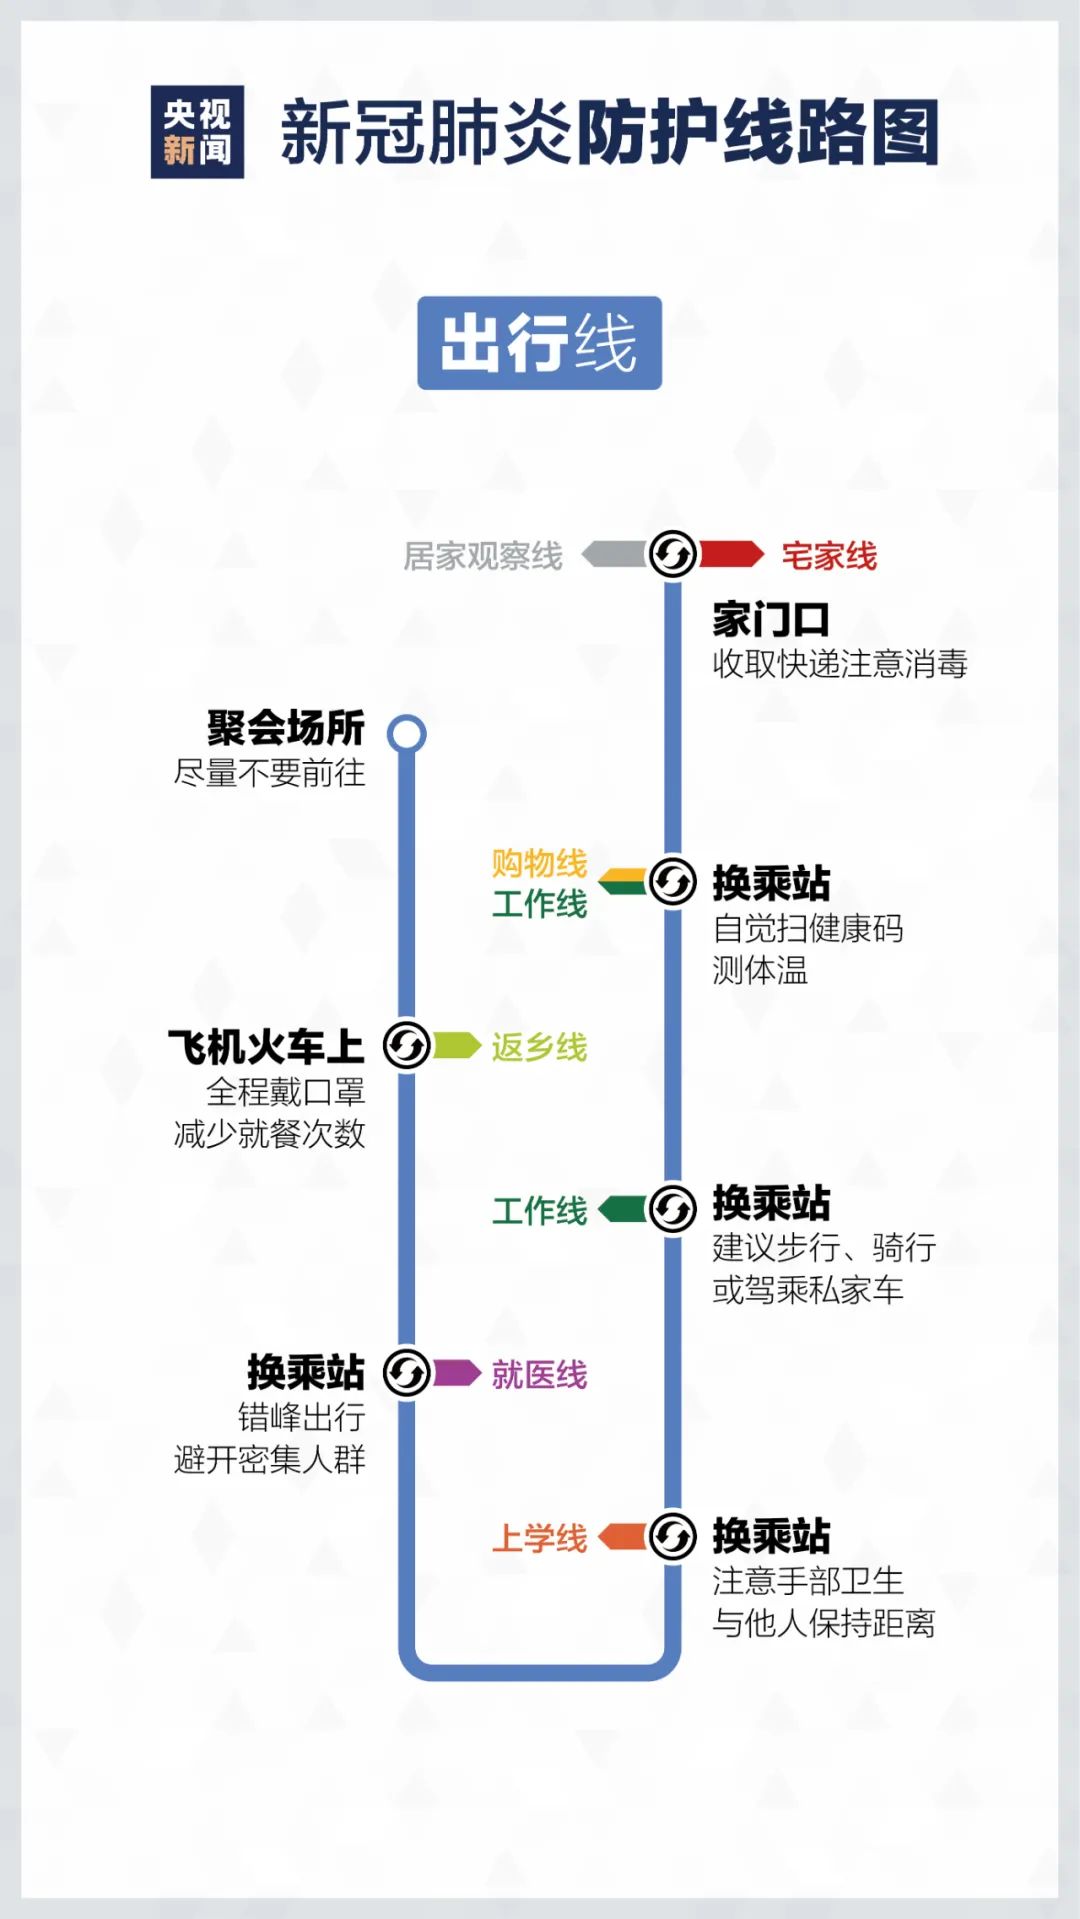 央视
新闻
新冠肺炎防护线路图
出行线
居家观察线
宅家线
家门口
收取快递注意消毒
聚会场所
尽量不要前往
购物线
工作线
换乘站
自觉扫健康码
测体温
飞机火车上
全程戴口罩
减少就餐次数
返乡线
工作线
换乘站
建议步行、骑行
或驾乘私家车
换乘站
错峰出行
避开密集人群
就医线
上学线
换乘站
注意手部卫生
与他人保持距离